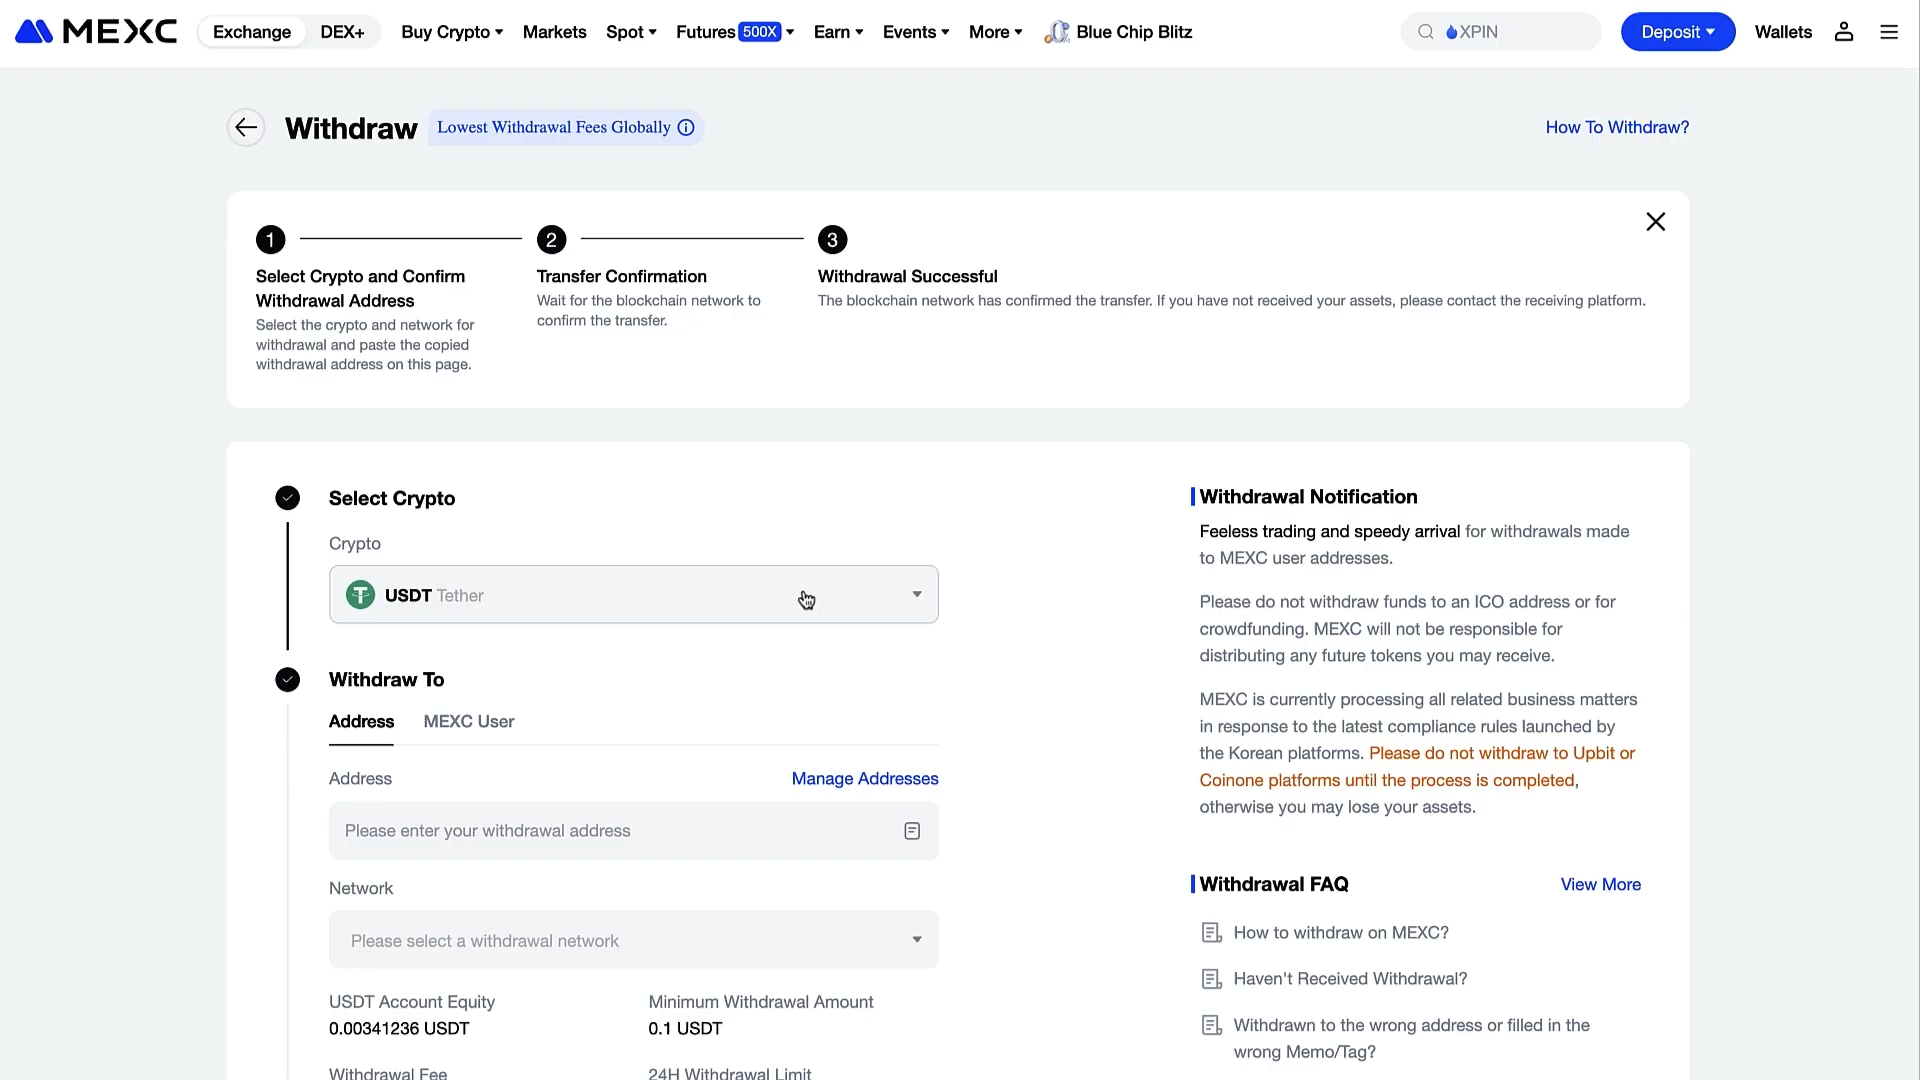 MEXC Exchange DEX+ Buy Crypto Markets Spot Futures 500X Earn Events More Blue Chip Blitz XPIN Deposit Wallets
Withdraw Lowest Withdrawal Fees Globally How To Withdraw?
1 2 3
Select Crypto and Confirm
Withdrawal Address
Select the crypto and network for
withdrawal and paste the copied
withdrawal address on this page.
Transfer Confirmation
Wait for the blockchain network to
confirm the transfer.
Withdrawal Successful
The blockchain network has confirmed the transfer. If you have not received your assets, please contact the receiving platform.
Select Crypto
Crypto
USDT Tether
Withdraw To
Address MEXC User
Address Manage Addresses
Please enter your withdrawal address
Network
Please select a withdrawal network
USDT Account Equity Minimum Withdrawal Amount
0.00341236 USDT 0.1 USDT
Withdrawal Fee 24H Withdrawal Limit
Withdrawal Notification
Feeless trading and speedy arrival for withdrawals made
to MEXC user addresses.
Please do not withdraw funds to an ICO address or for
crowdfunding. MEXC will not be responsible for
distributing any future tokens you may receive.
MEXC is currently processing all related business matters
in response to the latest compliance rules launched by
the Korean platforms. Please do not withdraw to Upbit or
Coinone platforms until the process is completed,
otherwise you may lose your assets.
Withdrawal FAQ View More
How to withdraw on MEXC?
Haven't Received Withdrawal?
Withdrawn to the wrong address or filled in the
wrong Memo/Tag?